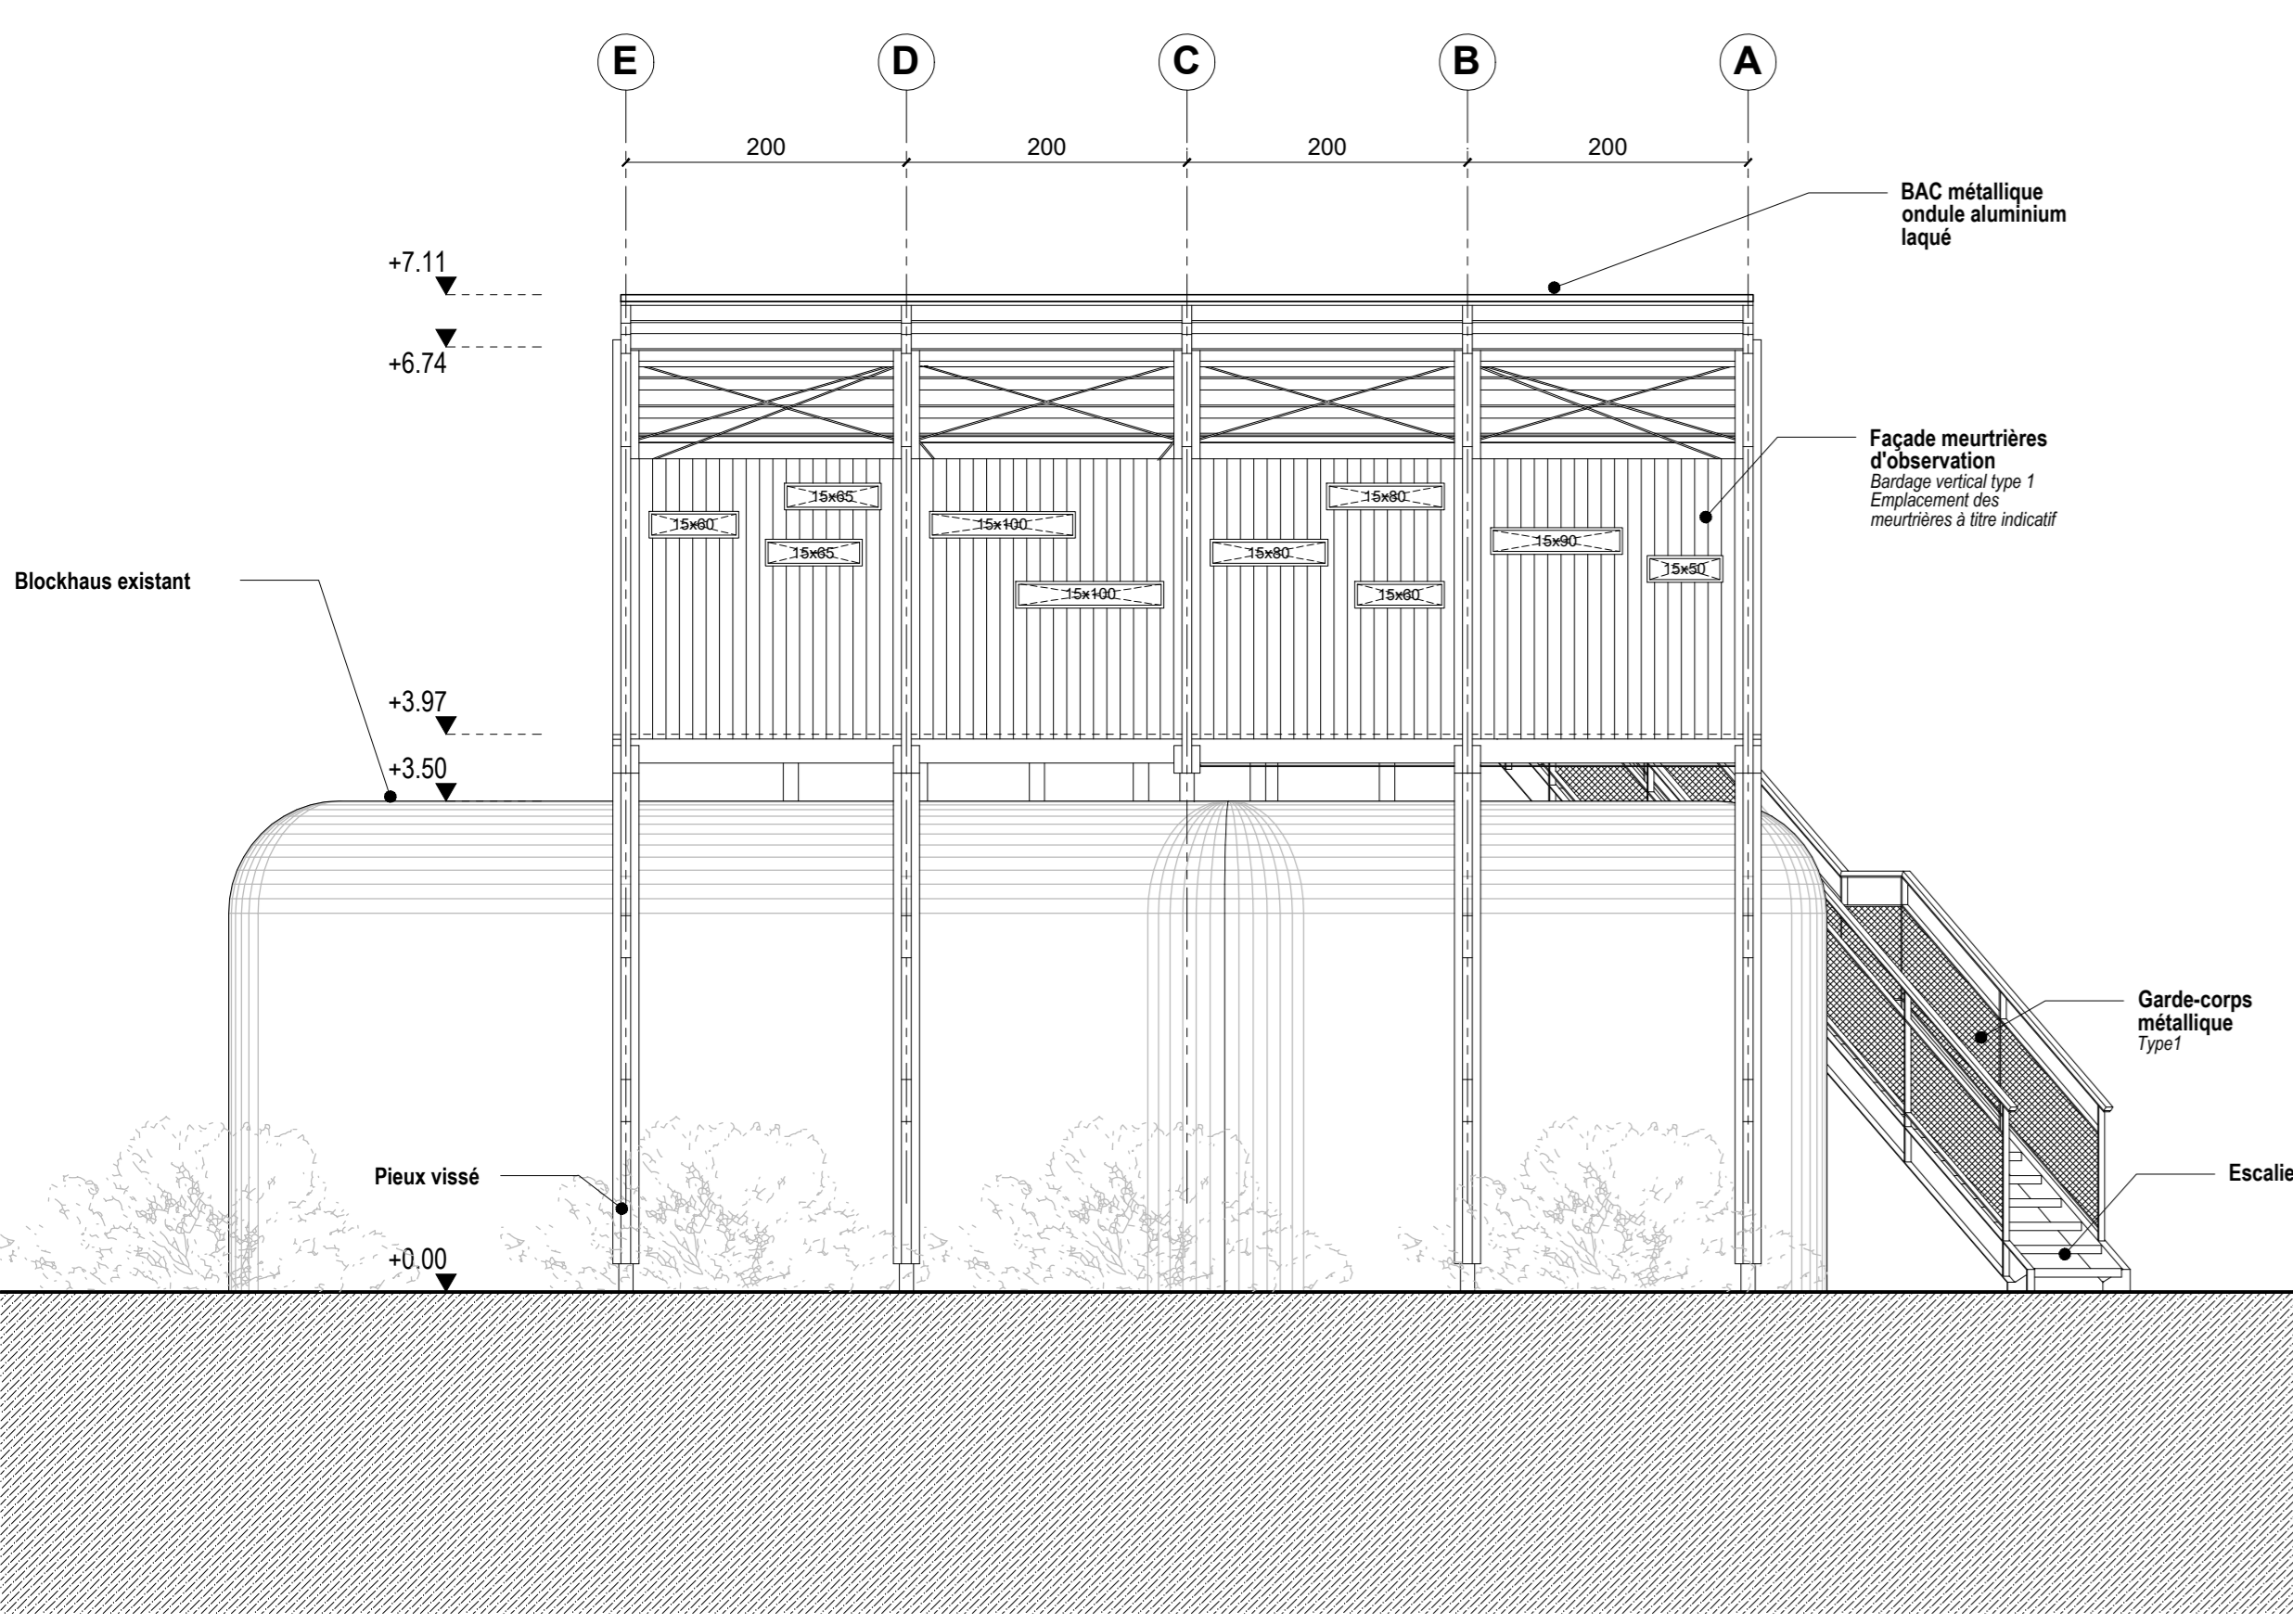 E D C B A
200 200 200 200
BAC métallique
ondule aluminium
laqué
+7.11
+6.74
Façade meurtrières
d'observation
Bardage vertical type 1
Emplacement des
meurtrières à titre indicatif
15x65 15x80
15x60 15x100
15x90
15x65 15x80
15x50
15x100 15x60
Blockhaus existant
+3.97
+3.50
Garde-corps
métallique
Type1
Pieux vissé
Escalie
+0.00